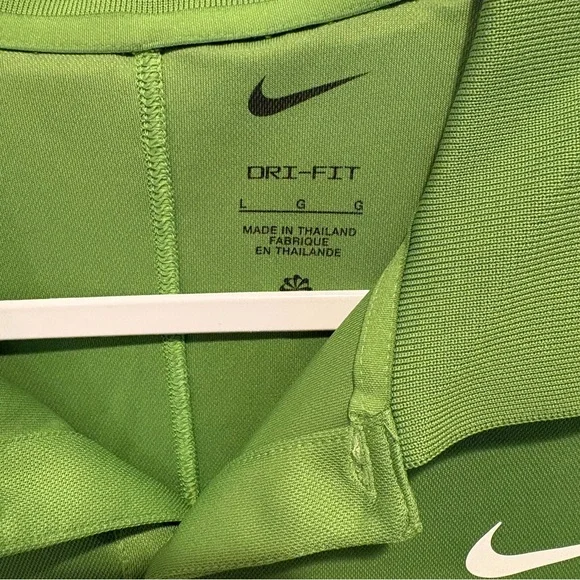 DRI-FIT
L G G
MADE IN THAILAND
FABRIQUE
EN THAILANDE